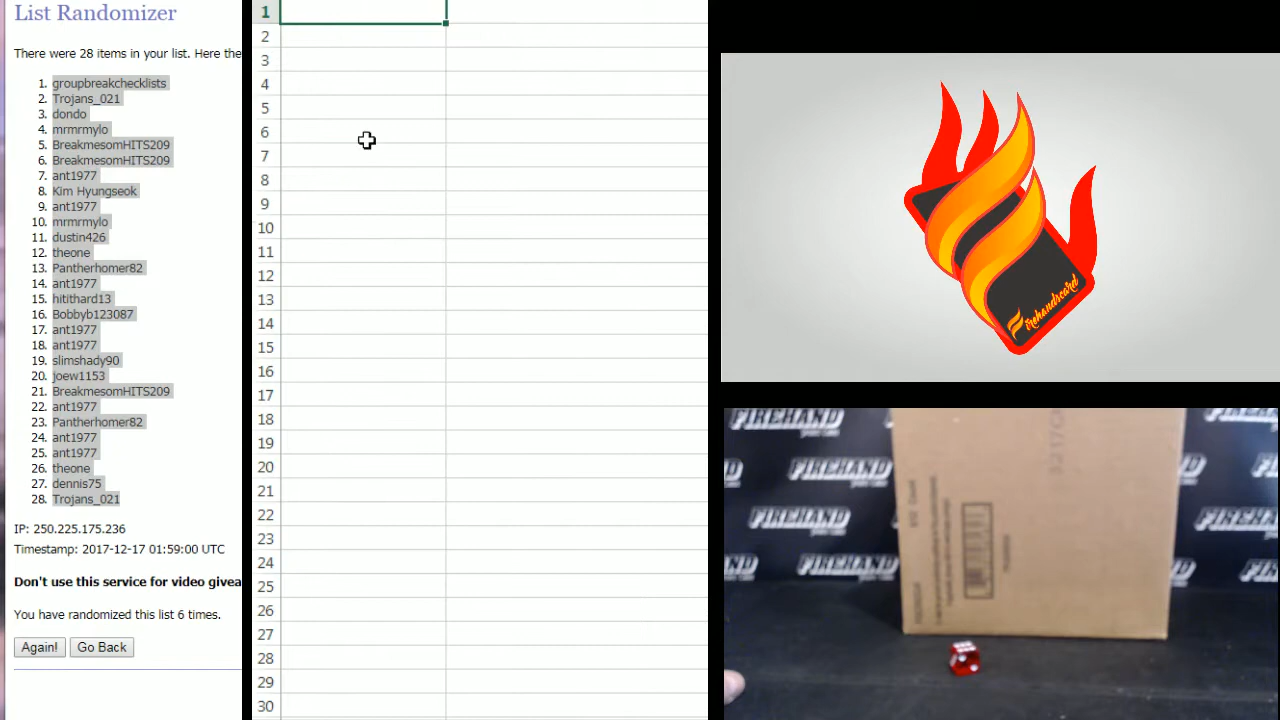 List Randomizer
There were 28 items in your list. Here the
1. groupbreakchecklists
2. Trojans_021
3. dondo
4. mrmrmylo
5. BreakmesomHITS209
6. BreakmesomHITS209
7. ant1977
8. Kim Hyungseok
9. ant1977
10. mrmrmylo
11. dustin426
12. theone
13. Pantherhomer82
14. ant1977
15. hitithard13
16. Bobbyb123087
17. ant1977
18. ant1977
19. slimshady90
20. joew1153
21. BreakmesomHITS209
22. ant1977
23. Pantherhomer82
24. ant1977
25. ant1977
26. theone
27. dennis75
28. Trojans_021
IP: 250.225.175.236
Timestamp: 2017-12-17 01:59:00 UTC
Don't use this service for video givea
You have randomized this list 6 times.
Again! Go Back
1
2
3
4
5
6
7
8
9
10
11
12
13
14
15
16
17
18
19
20
21
22
23
24
25
26
27
28
29
30
firehandscard
FIREHAND
FIREHAND
FIREHAND
FIREHAND
FIREHAND